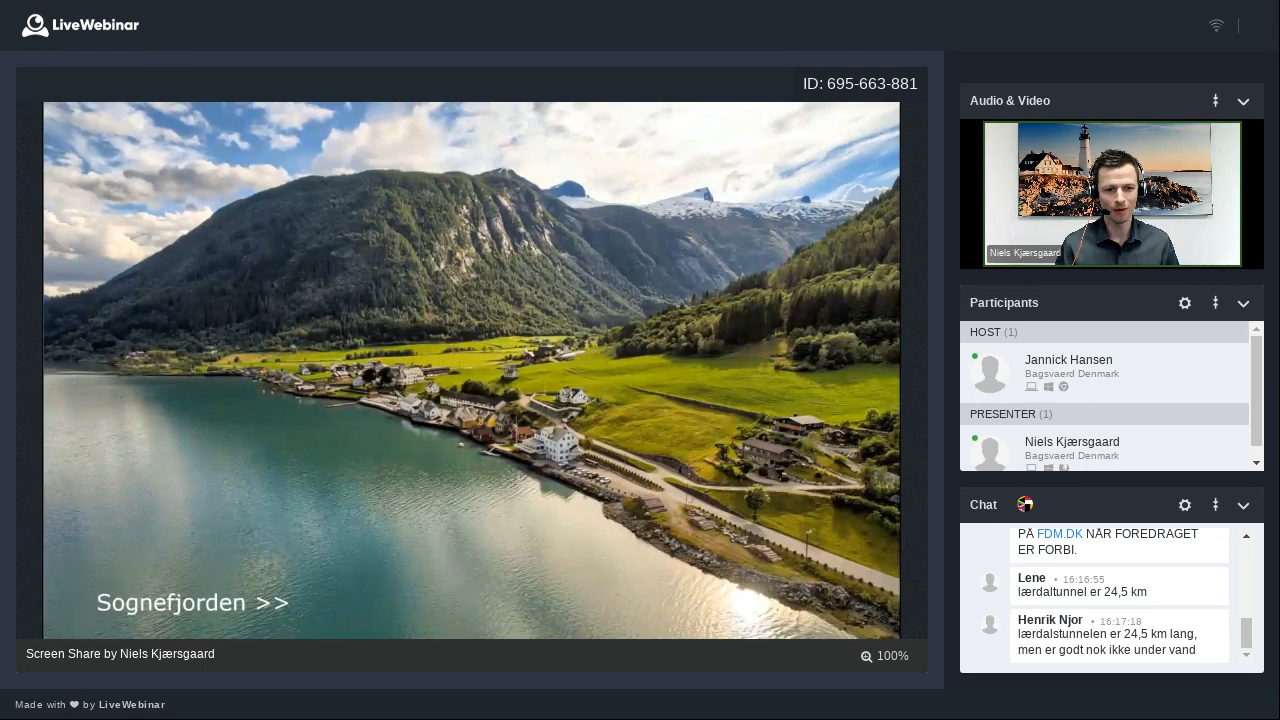 LiveWebinar
ID: 695-663-881
Sognefjorden >>
Screen Share by Niels Kjærsgaard
100%
Audio & Video
Niels Kjærsgaard
Participants
HOST (1)
Jannick Hansen
Bagsvaerd Denmark
PRESENTER (1)
Niels Kjærsgaard
Bagsvaerd Denmark
Chat
PÅ FDM.DK NÅR FOREDRAGET
ER FORBI.
Lene • 16:16:55
lærdaltunnel er 24,5 km
Henrik Njor • 16:17:18
lærdalstunnelen er 24,5 km lang,
men er godt nok ikke under vand
Made with ❤ by LiveWebinar